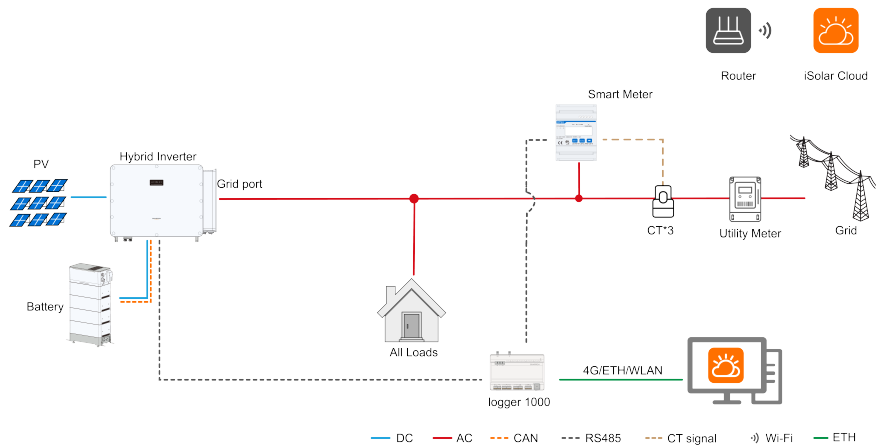 Router
iSolar Cloud
Smart Meter
PV
Hybrid Inverter
Grid port
CT*3
Utility Meter
Grid
Battery
All Loads
4G/ETH/WLAN
logger 1000
DC
AC
CAN
RS485
CT signal
Wi-Fi
ETH